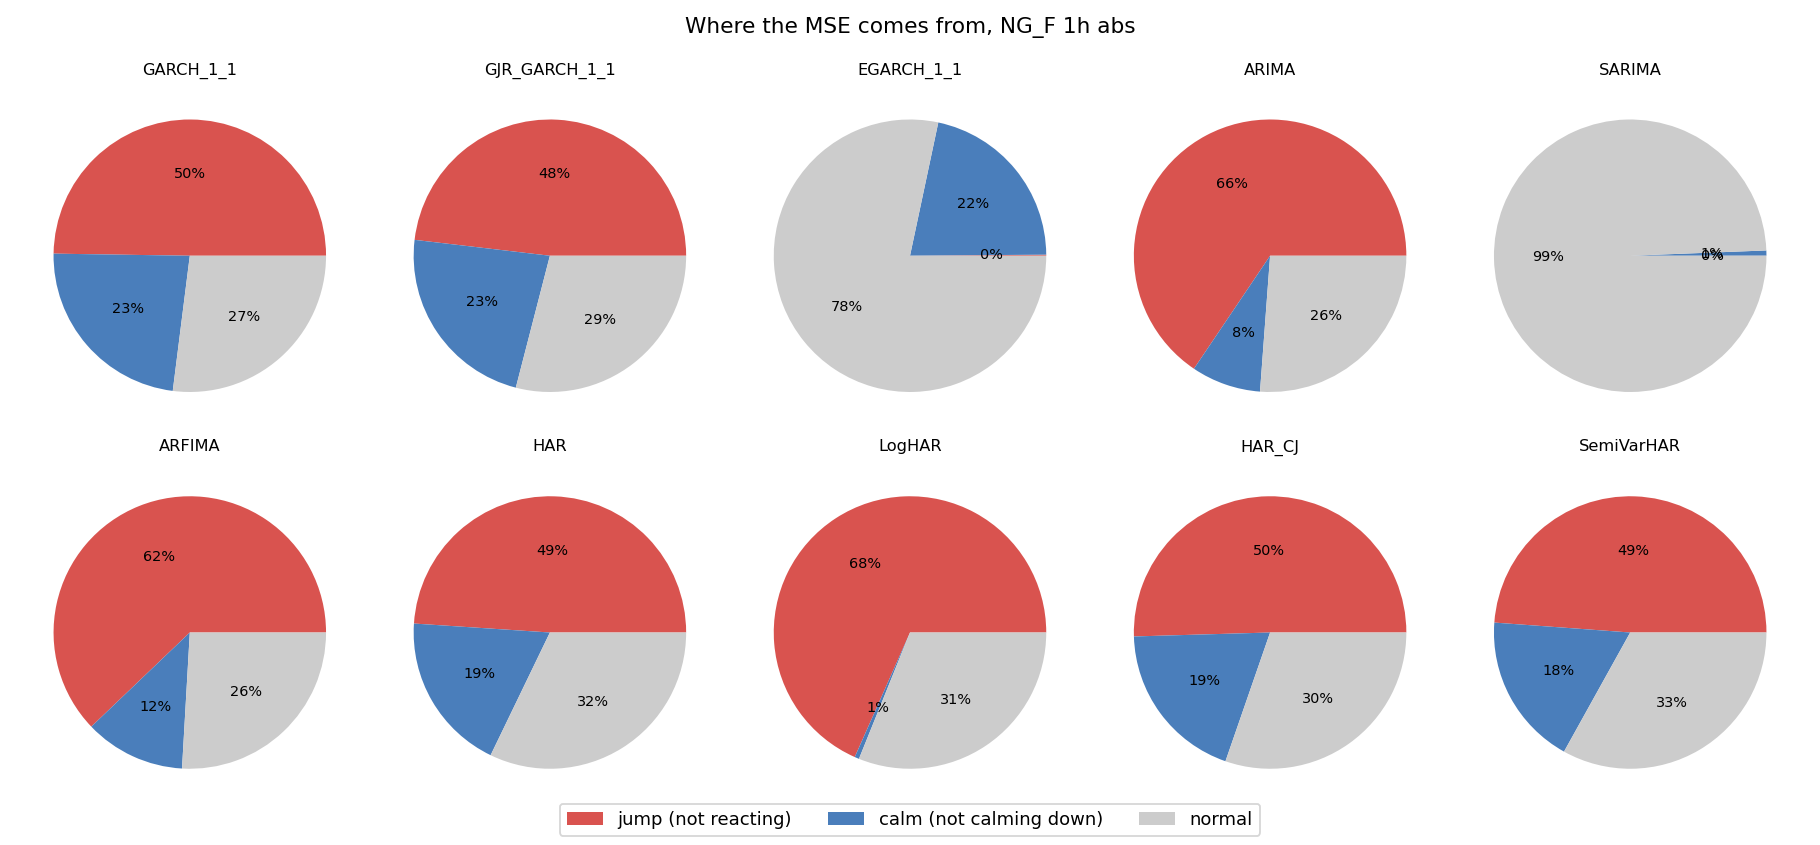 Where the MSE comes from, NG_F 1h abs
GARCH_1_1
GJR_GARCH_1_1
EGARCH_1_1
ARIMA
SARIMA
50%
23%
27%
48%
23%
29%
0%
22%
78%
66%
8%
26%
0%
1%
99%
ARFIMA
HAR
LogHAR
HAR_CJ
SemiVarHAR
62%
12%
26%
49%
19%
32%
68%
1%
31%
50%
19%
30%
49%
18%
33%
jump (not reacting)
calm (not calming down)
normal